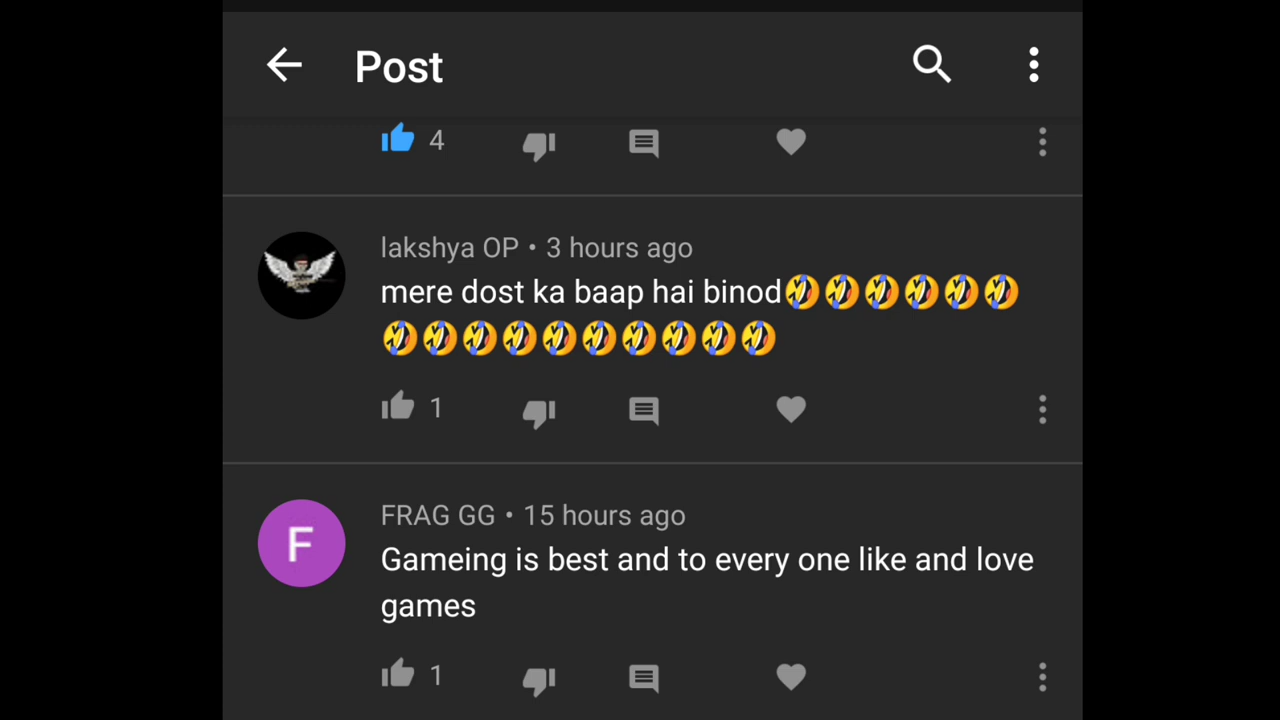 Post
4
lakshya OP • 3 hours ago
mere dost ka baap hai binod🤣🤣🤣🤣🤣🤣
🤣🤣🤣🤣🤣🤣🤣🤣🤣🤣
1
F
FRAG GG • 15 hours ago
Gameing is best and to every one like and love
games
1